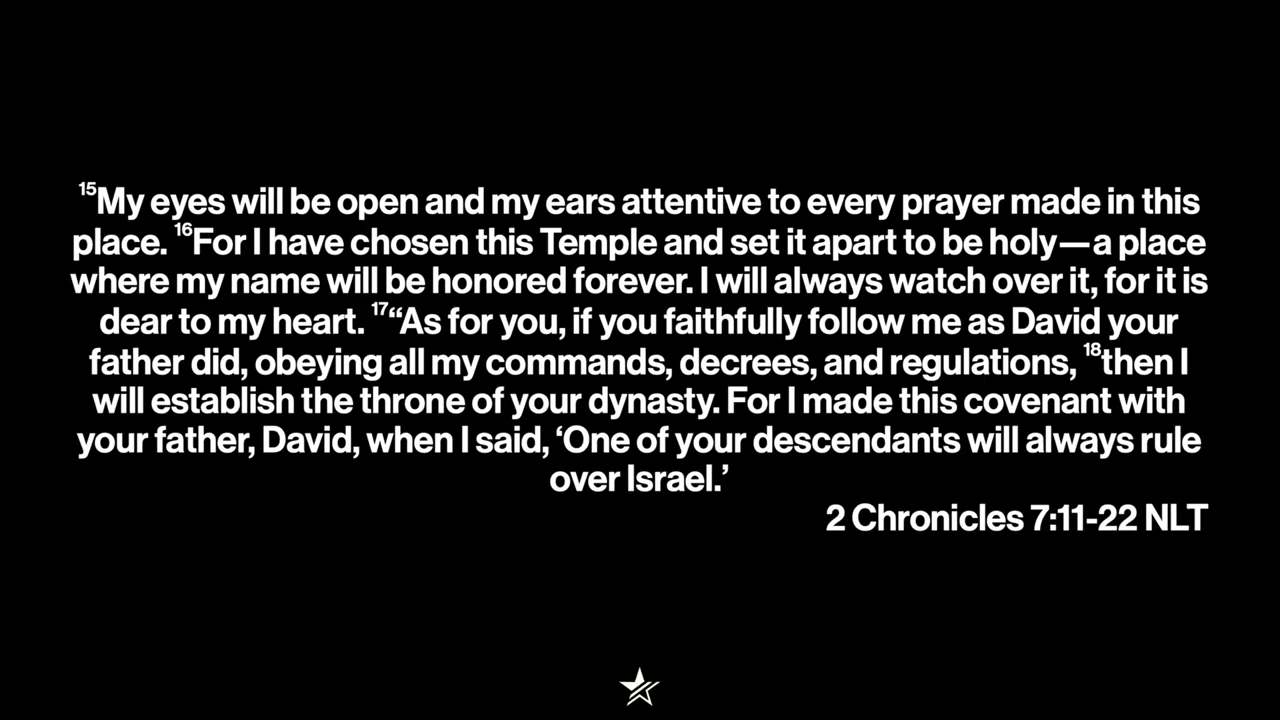 15My eyes will be open and my ears attentive to every prayer made in this
place. 16For I have chosen this Temple and set it apart to be holy—a place
where my name will be honored forever. I will always watch over it, for it is
dear to my heart. 17“As for you, if you faithfully follow me as David your
father did, obeying all my commands, decrees, and regulations, 18then I
will establish the throne of your dynasty. For I made this covenant with
your father, David, when I said, ‘One of your descendants will always rule
over Israel.’
2 Chronicles 7:11-22 NLT